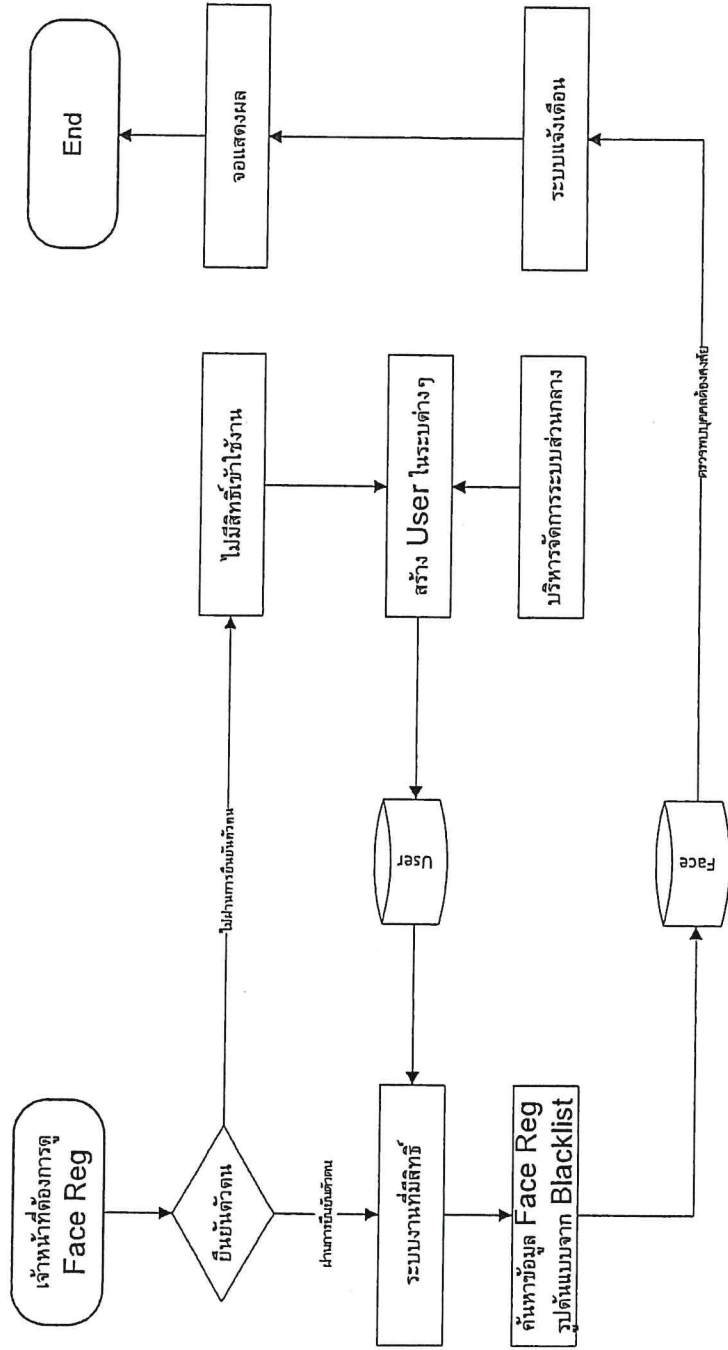 เจ้าหน้าที่ต้องการดู
Face Reg
ยืนยันตัวตน
ไม่ผ่านการยืนยันตัวตน
ผ่านการยืนยันตัวตน
ไม่มีสิทธิ์เข้าใช้งาน
สร้าง User ในระบต่างๆ
บริหารจัดการระบบส่วนกลาง
User
ระบบงานที่มีสิทธิ์
ค้นหาข้อมูล Face Reg
รูปต้นแบบจาก Blacklist
Face
ตรวจพบบุคคลต้องสงสัย
ระบบแจ้งเตือน
จอแสดงผล
End